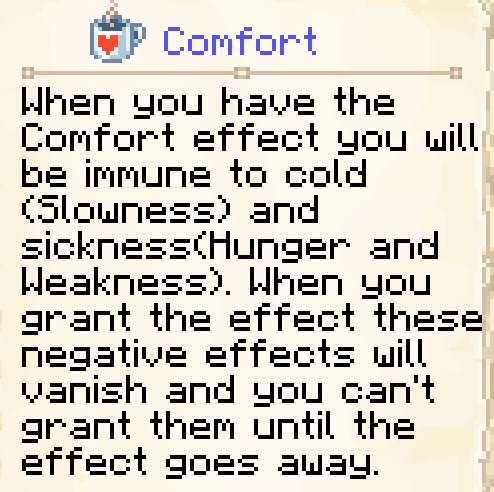 Comfort
When you have the
Comfort effect you will
be immune to cold
(Slowness) and
sickness(Hunger and
Weakness). When you
grant the effect these
negative effects will
vanish and you can't
grant them until the
effect goes away.